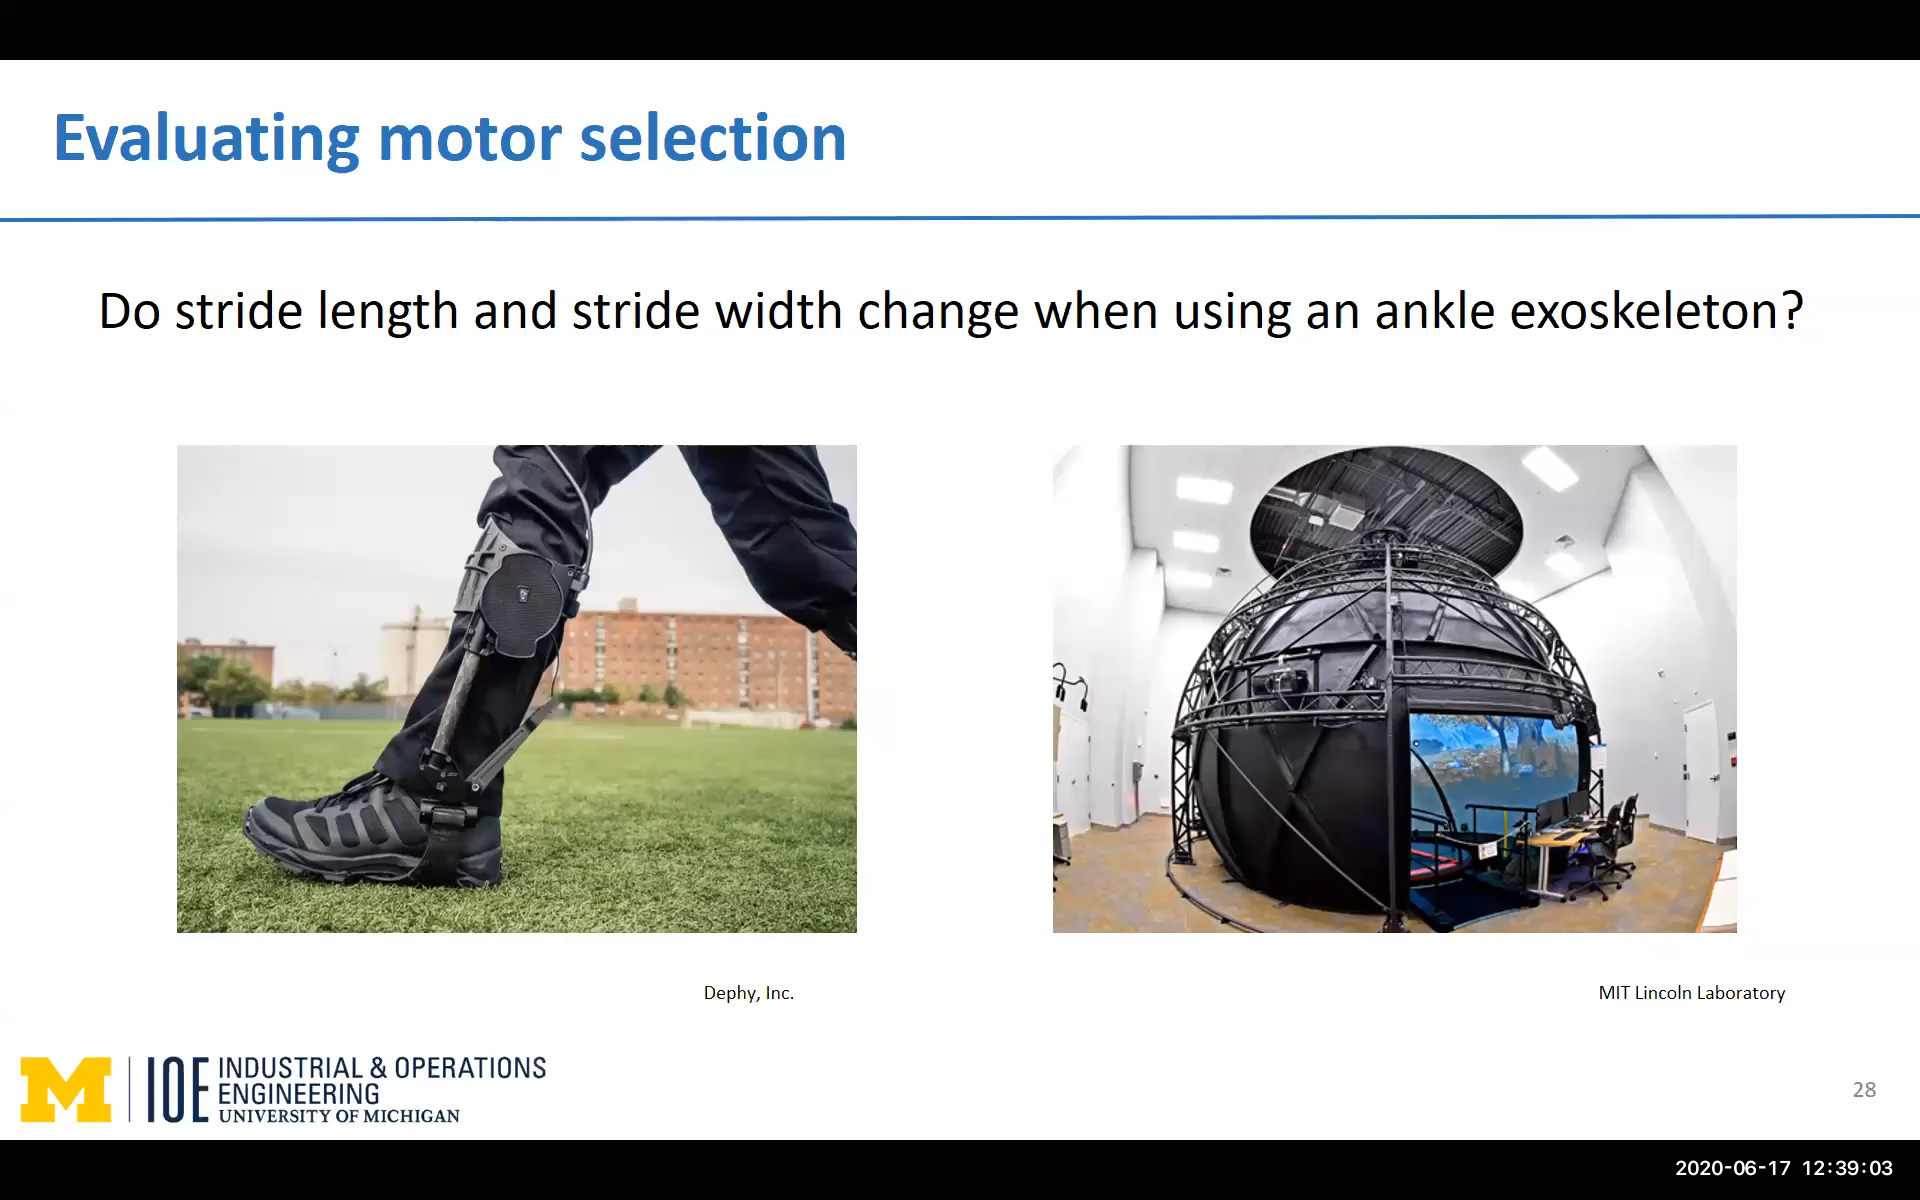 Evaluating motor selection
Do stride length and stride width change when using an ankle exoskeleton?
Dephy, Inc.
MIT Lincoln Laboratory
M
IOE INDUSTRIAL & OPERATIONS
ENGINEERING
UNIVERSITY OF MICHIGAN
28
2020-06-17 12:39:03